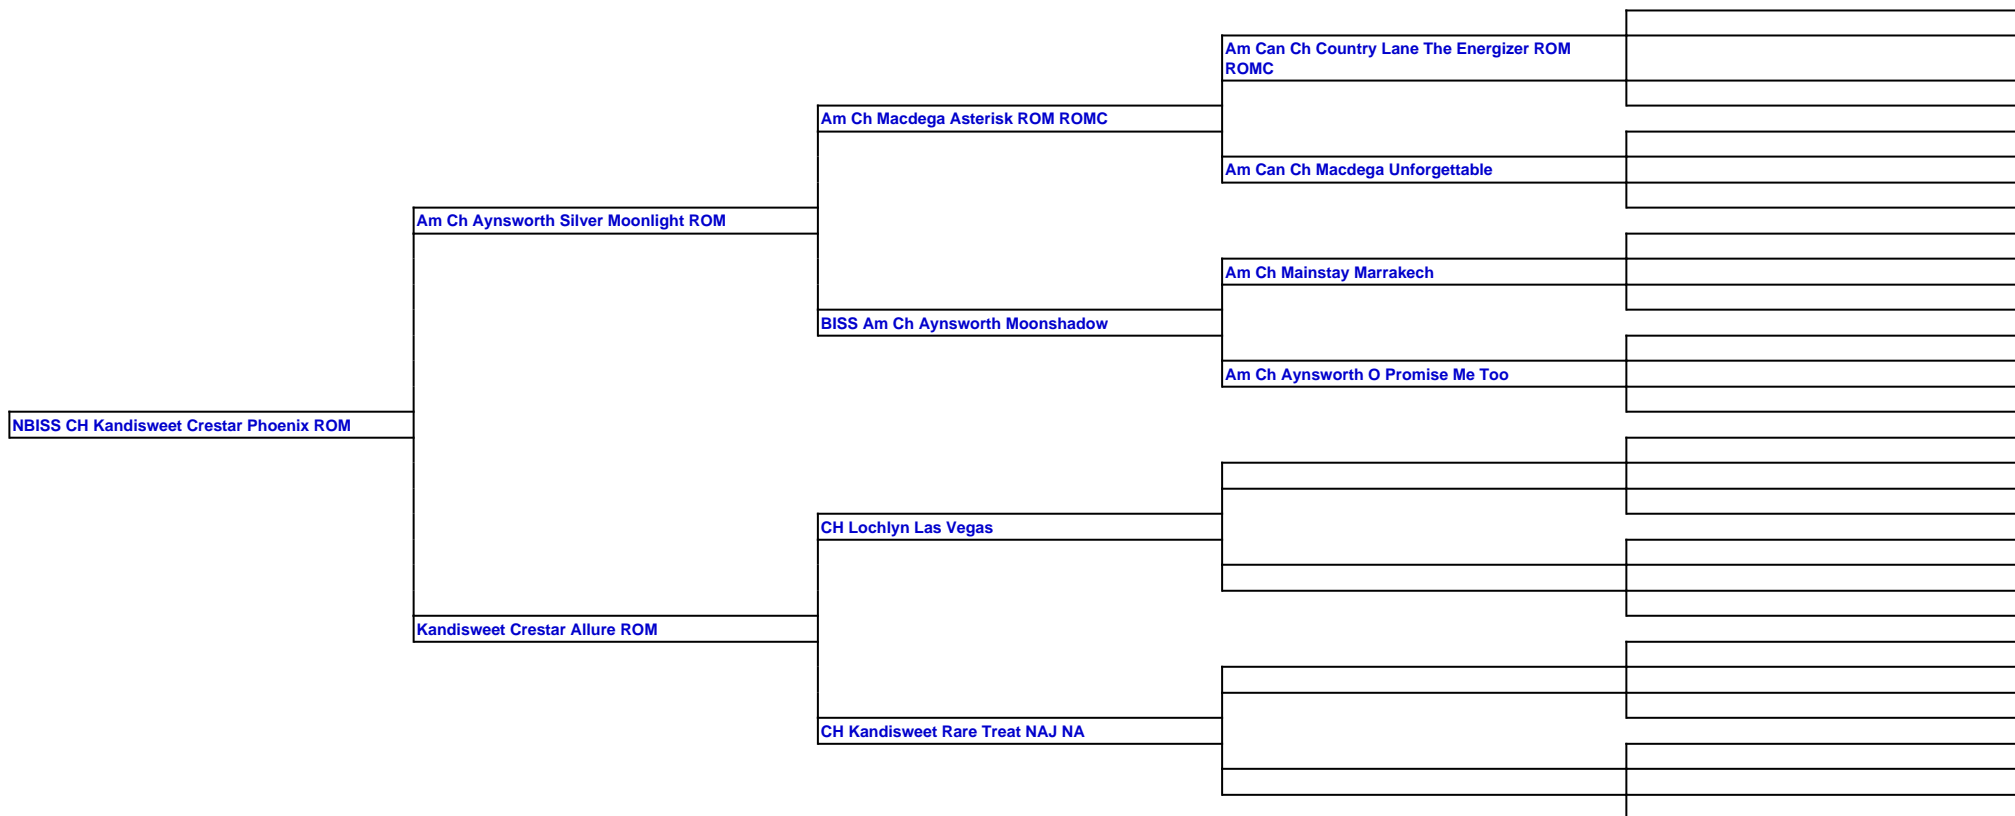 Am Can Ch Country Lane The Energizer ROM
ROMC
Am Ch Macdega Asterisk ROM ROMC
Am Can Ch Macdega Unforgettable
Am Ch Aynsworth Silver Moonlight ROM
Am Ch Mainstay Marrakech
BISS Am Ch Aynsworth Moonshadow
Am Ch Aynsworth O Promise Me Too
NBISS CH Kandisweet Crestar Phoenix ROM
CH Lochlyn Las Vegas
Kandisweet Crestar Allure ROM
CH Kandisweet Rare Treat NAJ NA